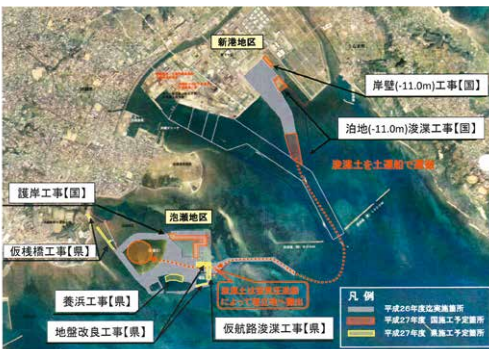 新港地区
岸壁(-11.0m)工事【国】
泊地(-11.0m)浚渫工事【国】
浚渫土を土運船で運搬
護岸工事【国】
泡瀬地区
仮桟橋工事【県】
養浜工事【県】
地盤改良工事【県】
仮航路浚渫工事【県】
凡例
平成26年度迄実施箇所
平成27年度 国施工予定箇所
平成27年度 県施工予定箇所